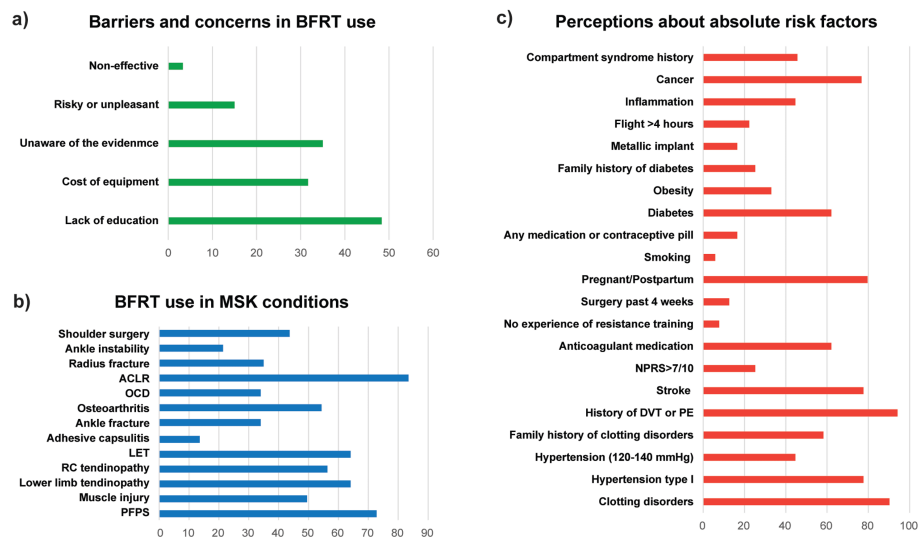 a)
Barriers and concerns in BFRT use
Non-effective
Risky or unpleasant
Unaware of the evidenmce
Cost of equipment
Lack of education
0 10 20 30 40 50 60
b)
BFRT use in MSK conditions
Shoulder surgery
Ankle instability
Radius fracture
ACLR
OCD
Osteoarthritis
Ankle fracture
Adhesive capsulitis
LET
RC tendinopathy
Lower limb tendinopathy
Muscle injury
PFPS
0 10 20 30 40 50 60 70 80 90
c)
Perceptions about absolute risk factors
Compartment syndrome history
Cancer
Inflammation
Flight >4 hours
Metallic implant
Family history of diabetes
Obesity
Diabetes
Any medication or contraceptive pill
Smoking
Pregnant/Postpartum
Surgery past 4 weeks
No experience of resistance training
Anticoagulant medication
NPRS>7/10
Stroke
History of DVT or PE
Family history of clotting disorders
Hypertension (120-140 mmHg)
Hypertension type I
Clotting disorders
0 20 40 60 80 100